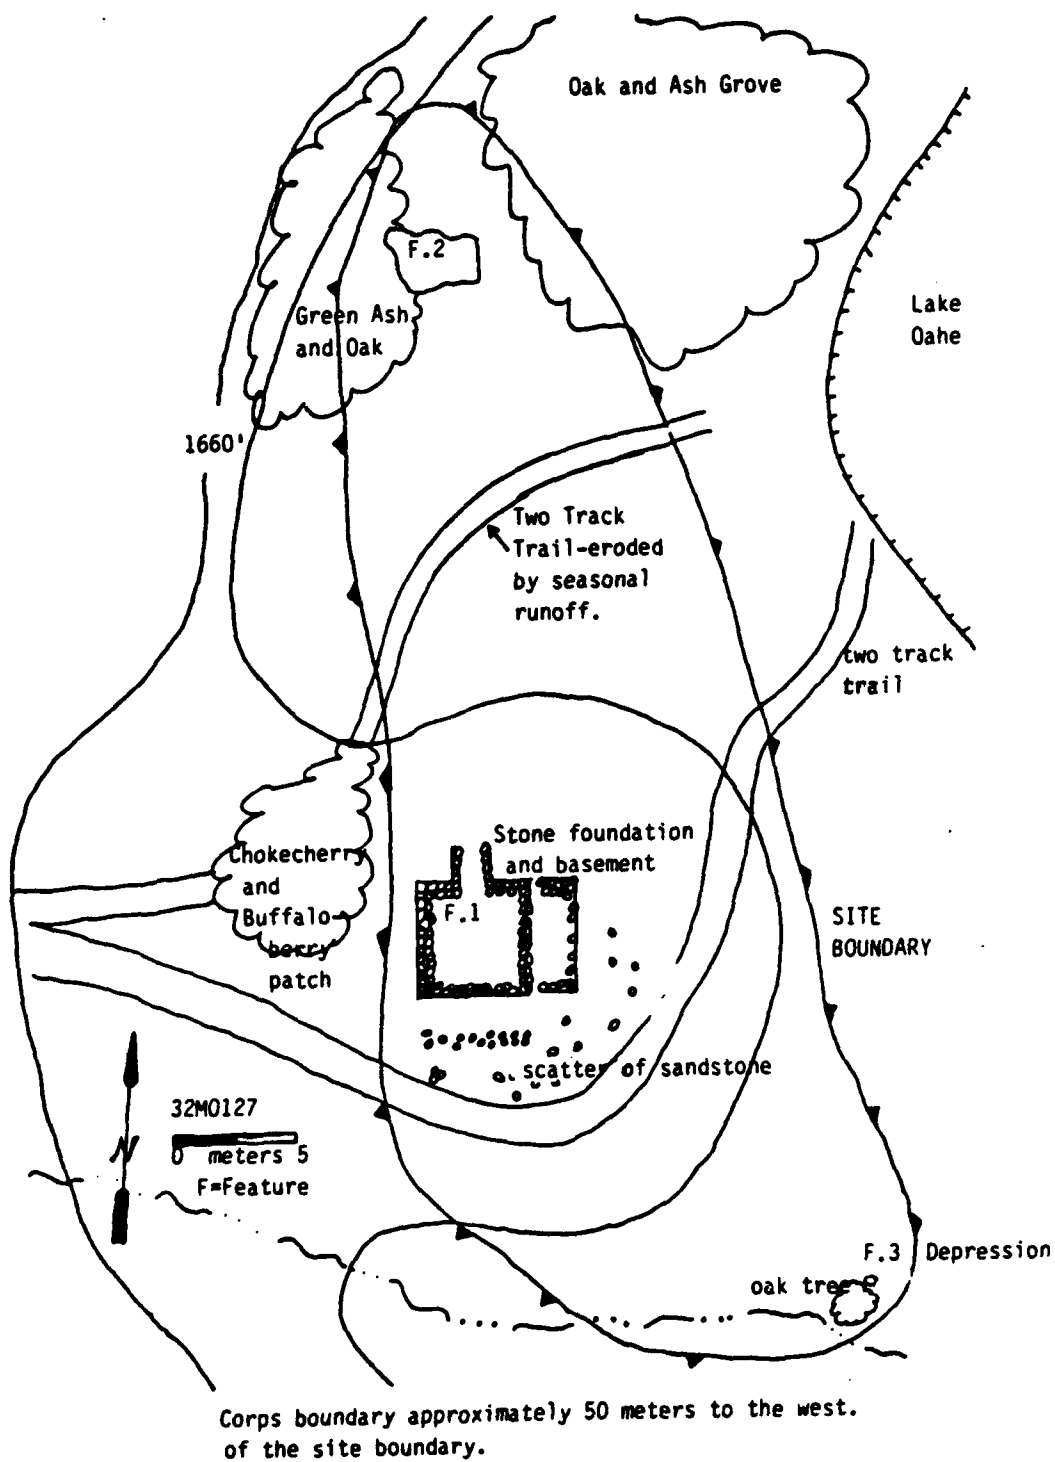 Oak and Ash Grove
F.2
Green Ash
and Oak
Lake
Oahe
1660'
Two Track
Trail-eroded
by seasonal
runoff.
two track
trail
Stone foundation
and basement
F.1
Chokecherry
and
Buffalo-
berry
patch
SITE
BOUNDARY
scatter of sandstone
32MO127
0 meters 5
F=Feature
N
F.3 Depression
oak tree
Corps boundary approximately 50 meters to the west.
of the site boundary.